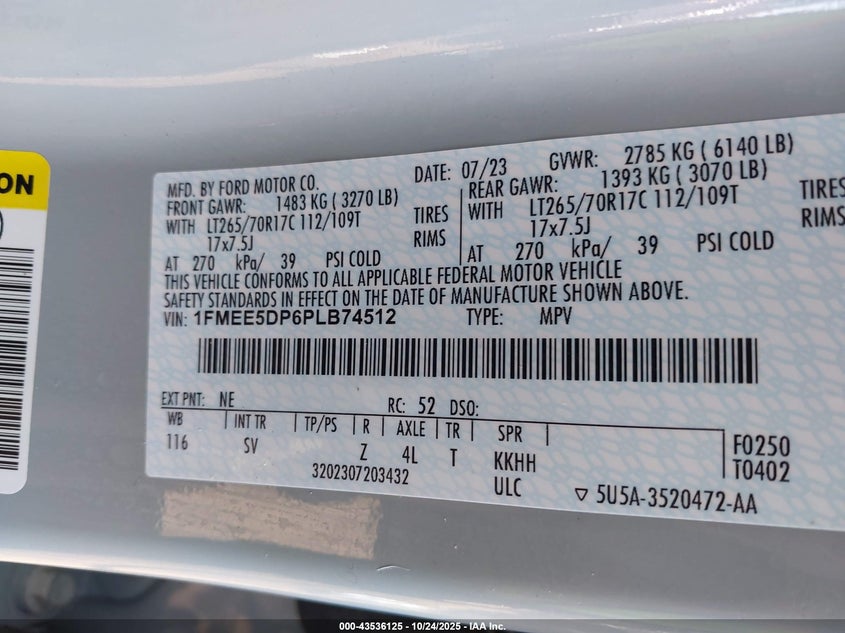 ON
MFD. BY FORD MOTOR CO. DATE: 07/23 GVWR: 2785 KG ( 6140 LB)
FRONT GAWR: 1483 KG ( 3270 LB) REAR GAWR: 1393 KG ( 3070 LB)
WITH LT265/70R17C 112/109T TIRES WITH LT265/70R17C 112/109T TIRES
17x7.5J RIMS 17x7.5J RIMS
AT 270 kPa/ 39 PSI COLD AT 270 kPa/ 39 PSI COLD
THIS VEHICLE CONFORMS TO ALL APPLICABLE FEDERAL MOTOR VEHICLE
SAFETY STANDARDS IN EFFECT ON THE DATE OF MANUFACTURE SHOWN ABOVE.
VIN: 1FMEE5DP6PLB74512 TYPE: MPV
EXT PNT: NE RC: 52 DSO:
WB INT TR TP/PS R AXLE TR SPR
116 SV Z 4L T KKHH F0250
3202307203432 ULC T0402
5U5A-3520472-AA
000-43536125 - 10/24/2025 - IAA Inc.